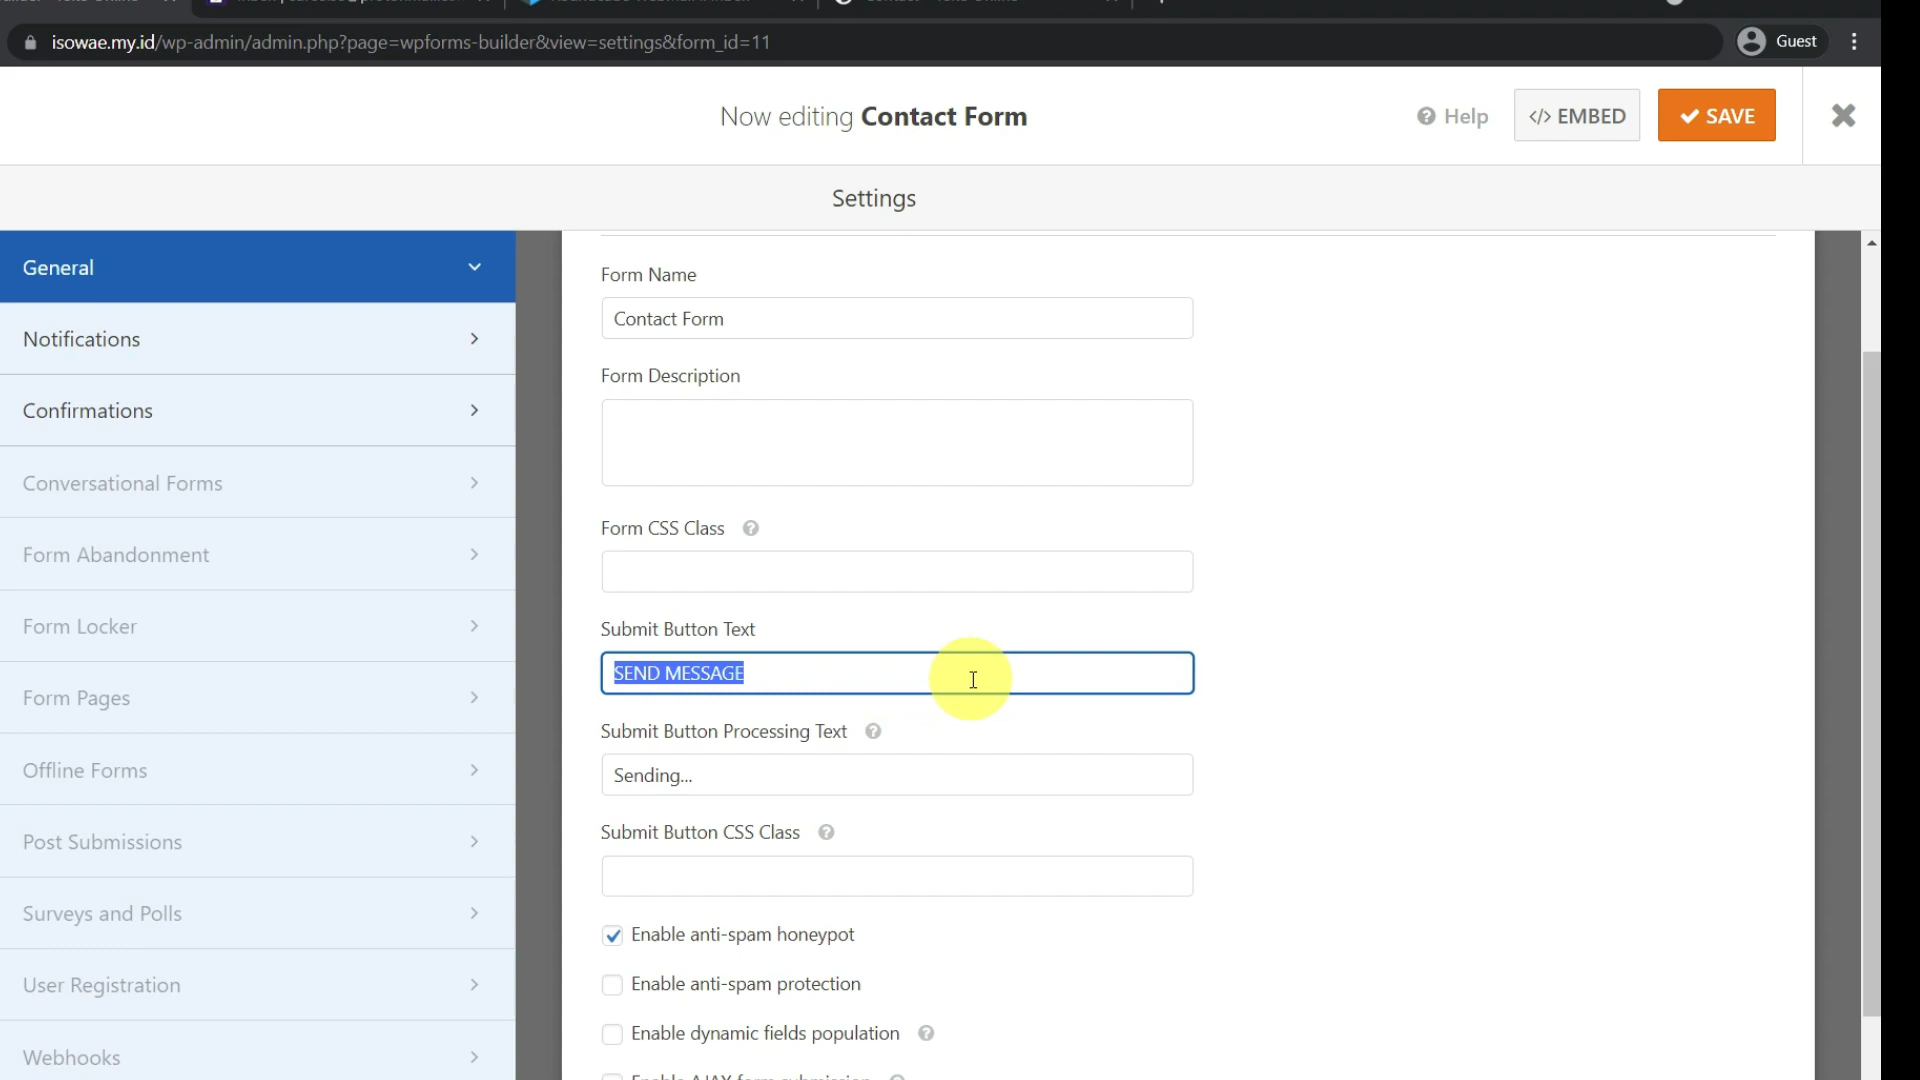 isowae.my.id/wp-admin/admin.php?page=wpforms-builder&view=settings&form_id=11
Guest
Now editing Contact Form
Help
</> EMBED
SAVE
Settings
General
Notifications
Confirmations
Conversational Forms
Form Abandonment
Form Locker
Form Pages
Offline Forms
Post Submissions
Surveys and Polls
User Registration
Webhooks
Form Name
Contact Form
Form Description
Form CSS Class
Submit Button Text
SEND MESSAGE
Submit Button Processing Text
Sending...
Submit Button CSS Class
Enable anti-spam honeypot
Enable anti-spam protection
Enable dynamic fields population
Enable AJAX form submission